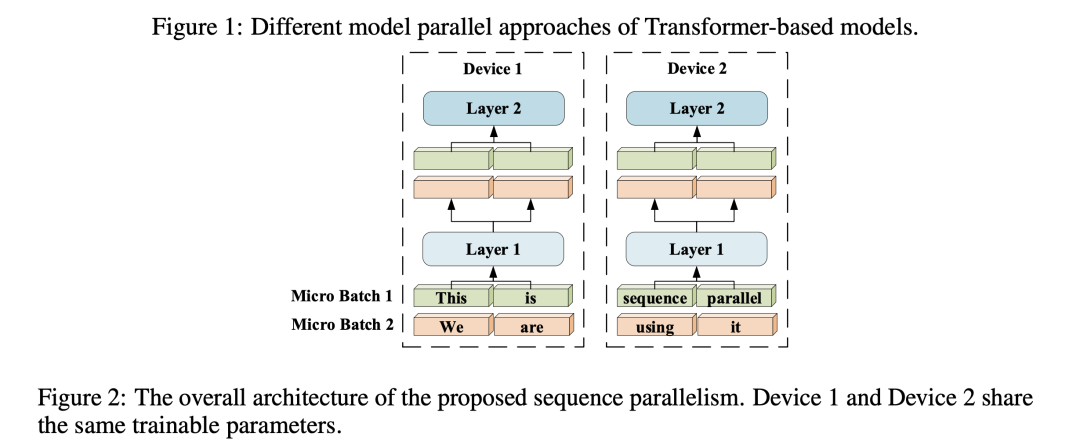 Figure 1: Different model parallel approaches of Transformer-based models.
Device 1
Device 2
Layer 2
Layer 2
Layer 1
Layer 1
Micro Batch 1
This
is
sequence
parallel
Micro Batch 2
We
are
using
it
Figure 2: The overall architecture of the proposed sequence parallelism. Device 1 and Device 2 share
the same trainable parameters.